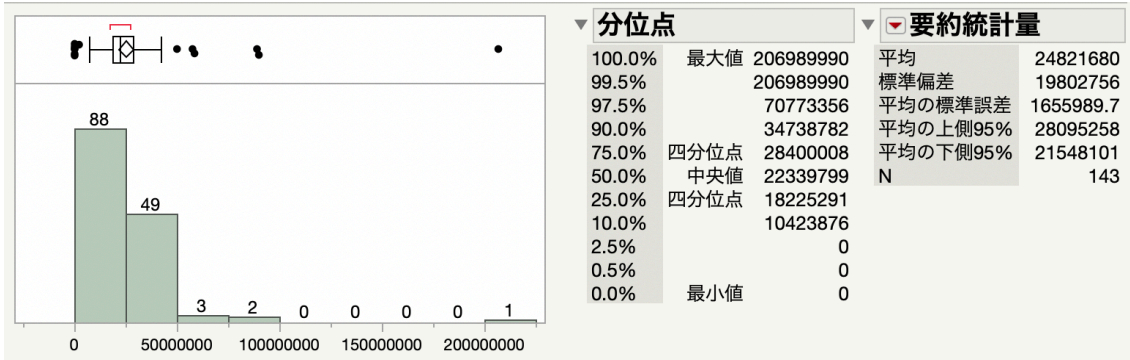 88
49
3
2
0
0
0
0
1
0
50000000
100000000
150000000
200000000
分位点
100.0% 最大値 206989990
99.5% 206989990
97.5% 70773356
90.0% 34738782
75.0% 四分位点 28400008
50.0% 中央値 22339799
25.0% 四分位点 18225291
10.0% 10423876
2.5% 0
0.5% 0
0.0% 最小値 0
要約統計量
平均 24821680
標準偏差 19802756
平均の標準誤差 1655989.7
平均の上側95% 28095258
平均の下側95% 21548101
N 143